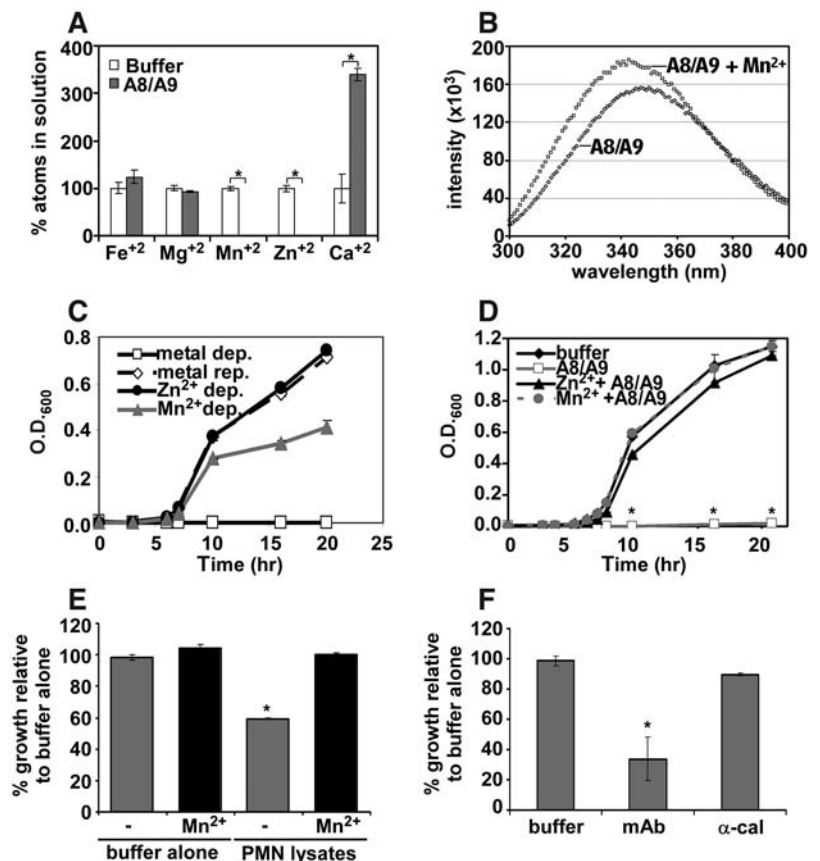 A
% atoms in solution
400
300
200
100
0
Buffer
A8/A9
*
*
*
Fe+2 Mg+2 Mn+2 Zn+2 Ca+2
B
intensity (x10³)
200
160
120
80
40
0
A8/A9 + Mn²⁺
A8/A9
300 320 340 360 380 400
wavelength (nm)
C
O.D.600
0.8
0.6
0.4
0.2
0.0
metal dep.
metal rep.
Zn²⁺ dep.
Mn²⁺dep.
0 5 10 15 20 25
Time (hr)
D
O.D.600
1.2
1.0
0.8
0.6
0.4
0.2
0.0
buffer
A8/A9
Zn²⁺+ A8/A9
Mn²⁺ +A8/A9
* * *
0 5 10 15 20
Time (hr)
E
% growth relative
to buffer alone
120
100
80
60
40
20
0
*
- Mn²⁺ - Mn²⁺
buffer alone PMN lysates
F
% growth relative
to buffer alone
120
100
80
60
40
20
0
*
buffer mAb α-cal